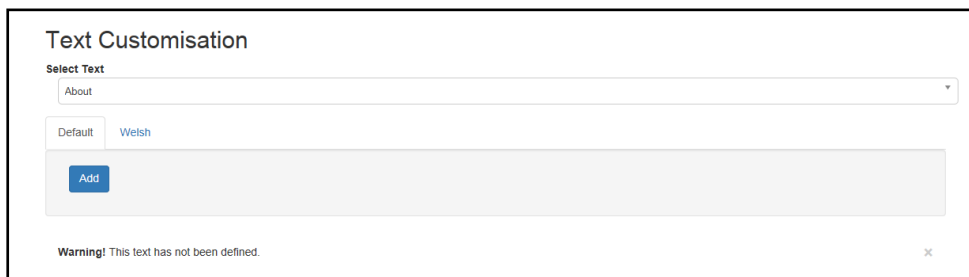 Text Customisation
Select Text
About
Default Welsh
Add
Warning! This text has not been defined.
×